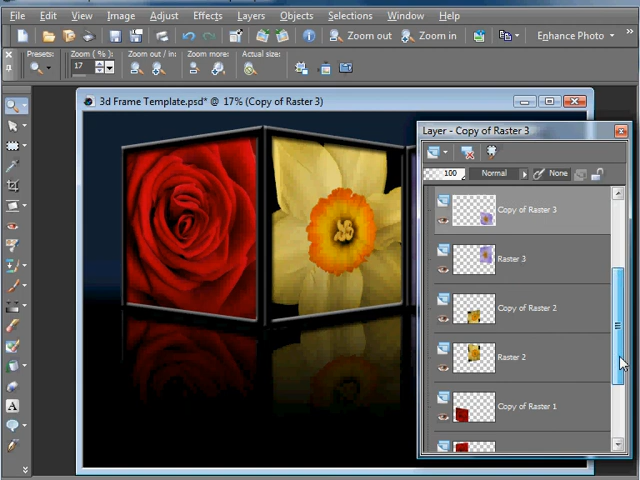 File Edit View Image Adjust Effects Layers Objects Selections Window Help
Zoom out Zoom in Enhance Photo
Presets: Zoom ( % ): Zoom out / in: Zoom more: Actual size:
17
3d Frame Template.psd* @ 17% (Copy of Raster 3)
Layer - Copy of Raster 3
100 Normal None
Copy of Raster 3
Raster 3
Copy of Raster 2
Raster 2
Copy of Raster 1
A